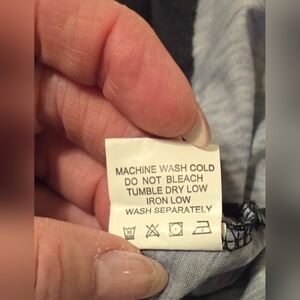 MACHINE WASH COLD
DO NOT BLEACH
TUMBLE DRY LOW
IRON LOW
WASH SEPARATELY